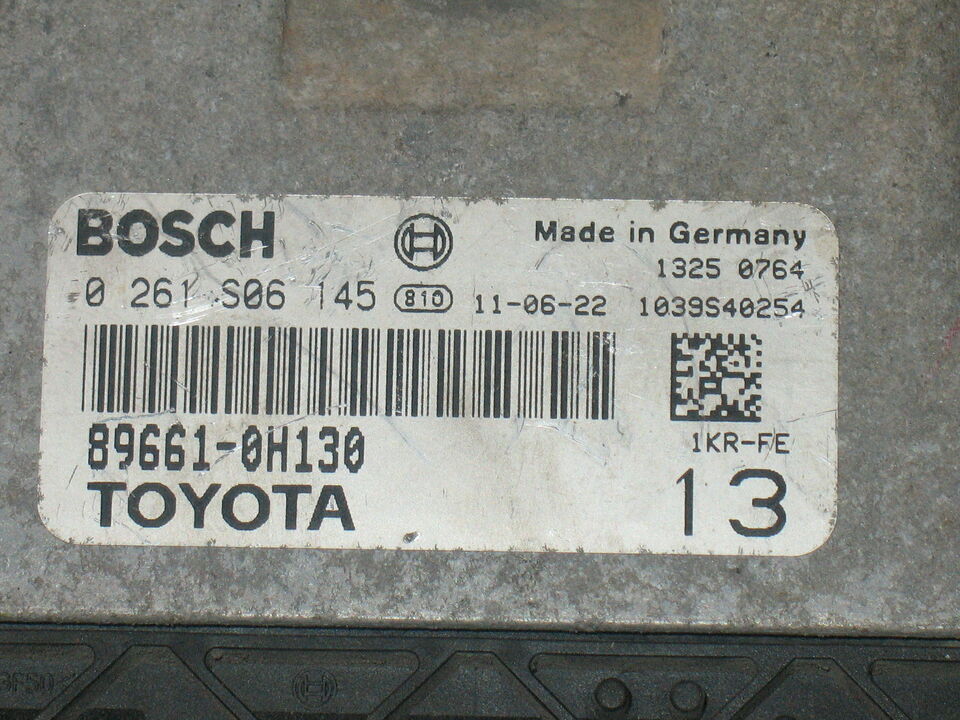 BOSCH
Made in Germany
1325 0764
0 261 S06 145 810 11-06-22 1039S40254
89661-0H130
1KR-FE
TOYOTA
13